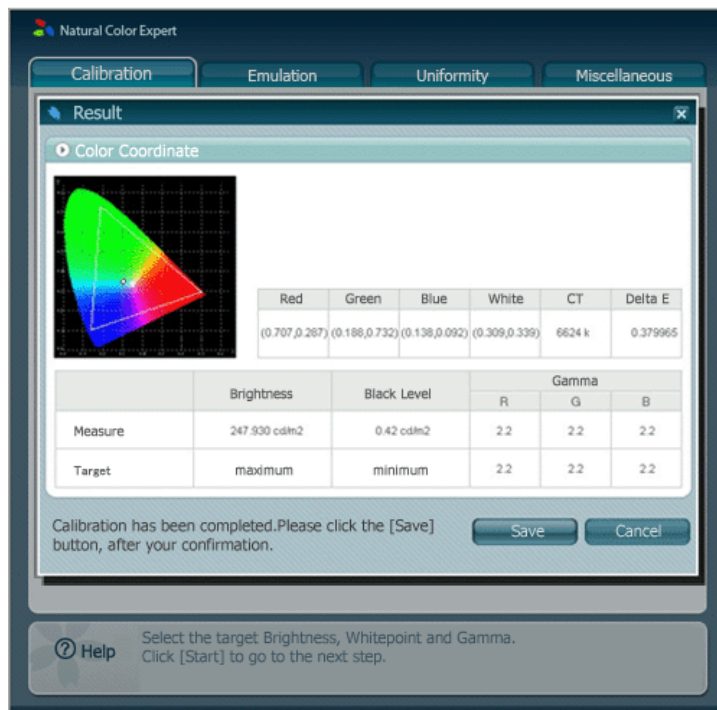 Natural Color Expert
Calibration Emulation Uniformity Miscellaneous
Result
Color Coordinate
Red Green Blue White CT Delta E
(0.707,0.287) (0.188,0.732) (0.138,0.092) (0.309,0.339) 6624 k 0.379965
Brightness Black Level Gamma
R G B
Measure 247.930 cd/m2 0.42 cd/m2 2.2 2.2 2.2
Target maximum minimum 2.2 2.2 2.2
Calibration has been completed.Please click the [Save]
button, after your confirmation.
Save Cancel
Help
Select the target Brightness, Whitepoint and Gamma.
Click [Start] to go to the next step.